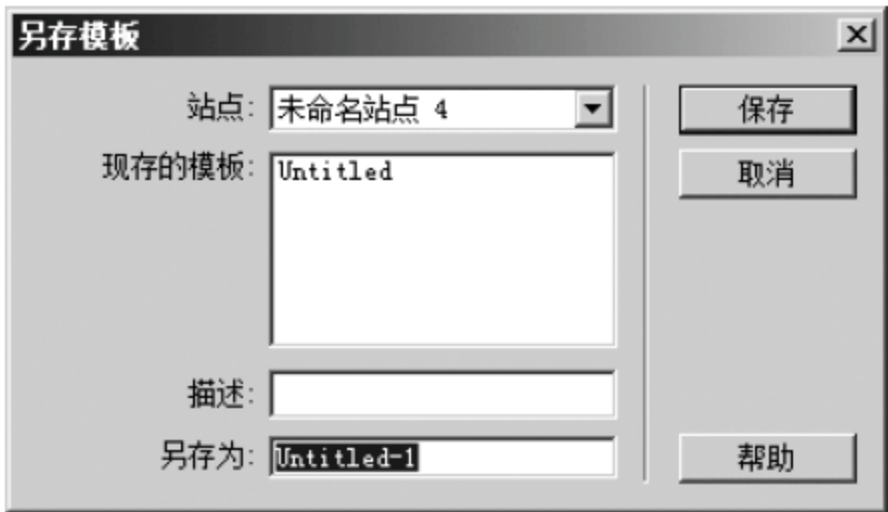 另存模板
站点: 未命名站点 4
保存
现存的模板: Untitled
取消
描述:
另存为: Untitled-1
帮助